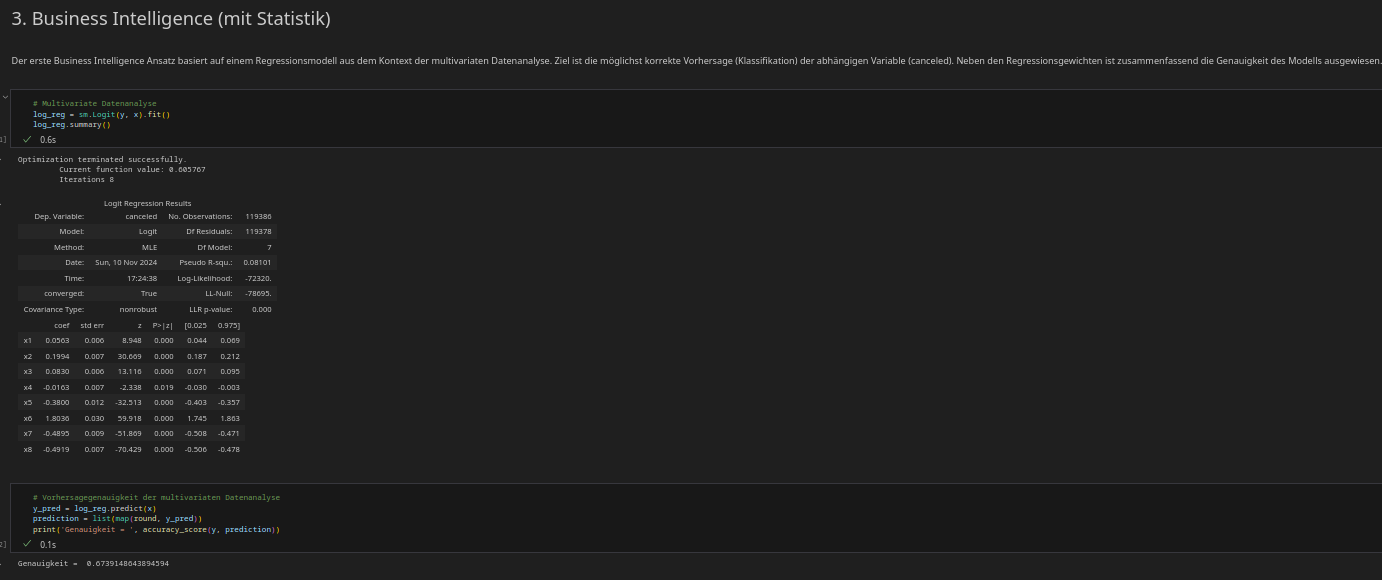 3. Business Intelligence (mit Statistik)
Der erste Business Intelligence Ansatz basiert auf einem Regressionsmodell aus dem Kontext der multivariaten Datenanalyse. Ziel ist die möglichst korrekte Vorhersage (Klassifikation) der abhängigen Variable (canceled). Neben den Regressionsgewichten ist zusammenfassend die Genauigkeit des Modells ausgewiesen.
# Multivariate Datenanalyse
log_reg = sm.Logit(y, x).fit()
log_reg.summary()
0.6s
Optimization terminated successfully.
Current function value: 0.605767
Iterations 8
Logit Regression Results
Dep. Variable: canceled No. Observations: 119386
Model: Logit Df Residuals: 119378
Method: MLE Df Model: 7
Date: Sun, 10 Nov 2024 Pseudo R-squ.: 0.08101
Time: 17:24:38 Log-Likelihood: -72320.
converged: True LL-Null: -78695.
Covariance Type: nonrobust LLR p-value: 0.000
coef std err z P>|z| [0.025 0.975]
x1 0.0563 0.006 8.948 0.000 0.044 0.069
x2 0.1994 0.007 30.669 0.000 0.187 0.212
x3 0.0830 0.006 13.116 0.000 0.071 0.095
x4 -0.0163 0.007 -2.338 0.019 -0.030 -0.003
x5 -0.3800 0.012 -32.513 0.000 -0.403 -0.357
x6 1.8036 0.030 59.918 0.000 1.745 1.863
x7 -0.4895 0.009 -51.869 0.000 -0.508 -0.471
x8 -0.4919 0.007 -70.429 0.000 -0.506 -0.478
# Vorhersagegenauigkeit der multivariaten Datenanalyse
y_pred = log_reg.predict(x)
prediction = list(map(round, y_pred))
print('Genauigkeit = ', accuracy_score(y, prediction))
0.1s
Genauigkeit =  0.6739148643894594